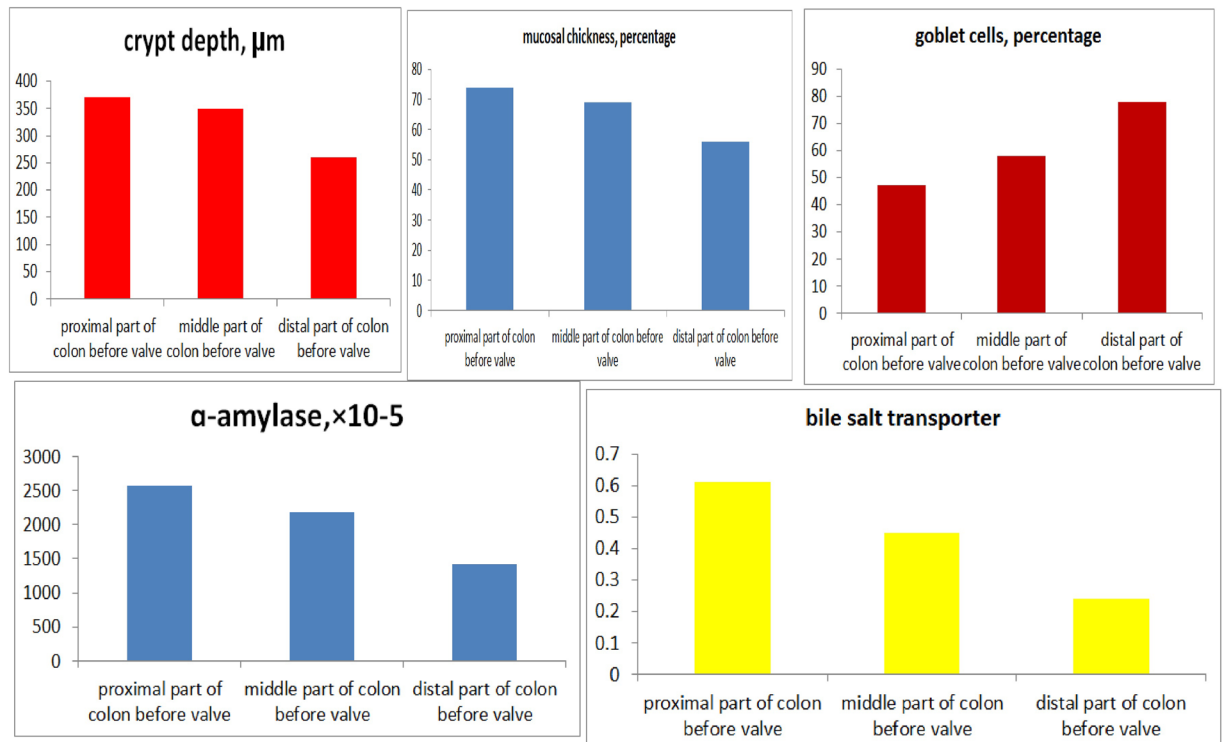 crypt depth, μm
400
350
300
250
200
150
100
50
0
proximal part of
colon before valve
middle part of
colon before valve
distal part of colon
before valve
mucosal chickness, percentage
80
70
60
50
40
30
20
10
0
proximal part of colon
before valve
middle part of colon before
valve
distal part of colon before
valve
goblet cells, percentage
90
80
70
60
50
40
30
20
10
0
proximal part of
colon before valve
middle part of
colon before valve
distal part of
colon before valve
α-amylase,×10-5
3000
2500
2000
1500
1000
500
0
proximal part of
colon before valve
middle part of colon
before valve
distal part of colon
before valve
bile salt transporter
0.7
0.6
0.5
0.4
0.3
0.2
0.1
0
proximal part of colon
before valve
middle part of colon
before valve
distal part of colon
before valve